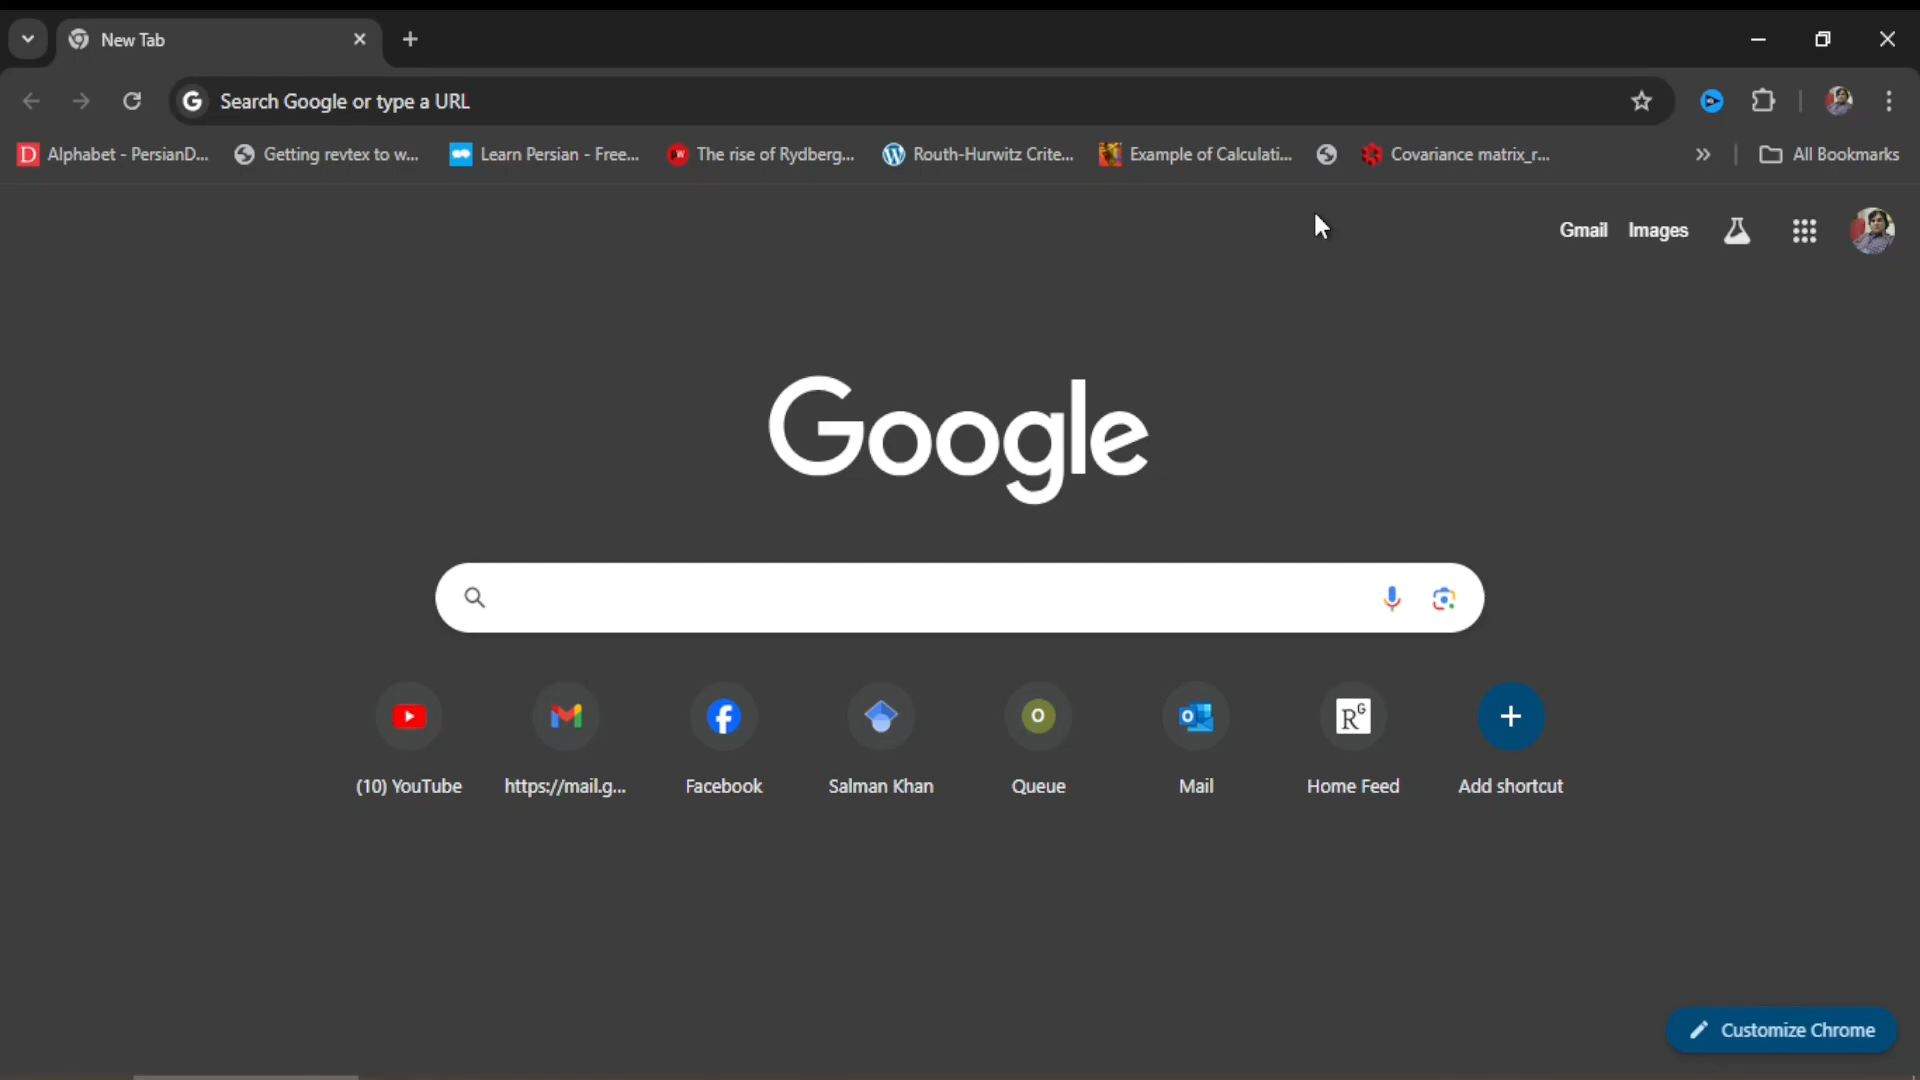 New Tab
Search Google or type a URL
Alphabet - PersianD...
Getting revtex to w...
Learn Persian - Free...
The rise of Rydberg...
Routh-Hurwitz Crite...
Example of Calculati...
Covariance matrix_r...
All Bookmarks
Gmail
Images
Google
(10) YouTube
https://mail.g...
Facebook
Salman Khan
O
Queue
Mail
RG
Home Feed
Add shortcut
Customize Chrome